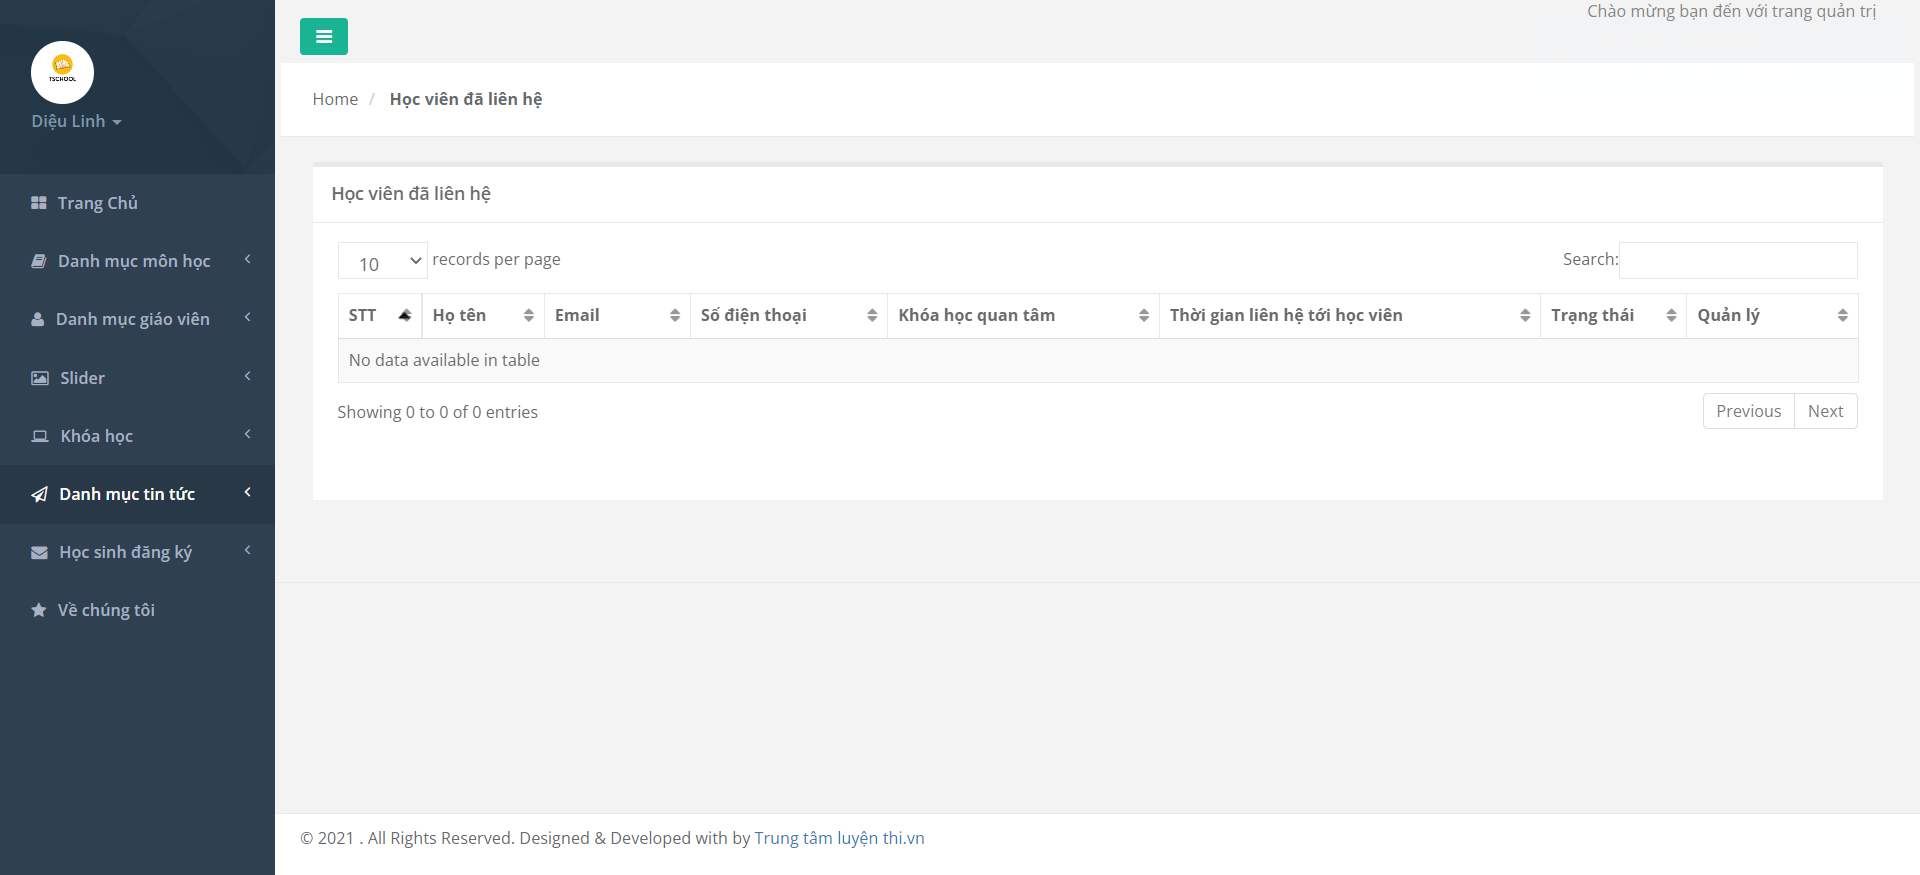 Chào mừng bạn đến với trang quản trị
TSCHOOL
Diệu Linh
Trang Chủ
Danh mục môn học
Danh mục giáo viên
Slider
Khóa học
Danh mục tin tức
Học sinh đăng ký
Về chúng tôi
Home / Học viên đã liên hệ
Học viên đã liên hệ
10 records per page
Search:
STT Họ tên Email Số điện thoại Khóa học quan tâm Thời gian liên hệ tới học viên Trạng thái Quản lý
No data available in table
Showing 0 to 0 of 0 entries
Previous Next
© 2021 . All Rights Reserved. Designed & Developed with by Trung tâm luyện thi.vn